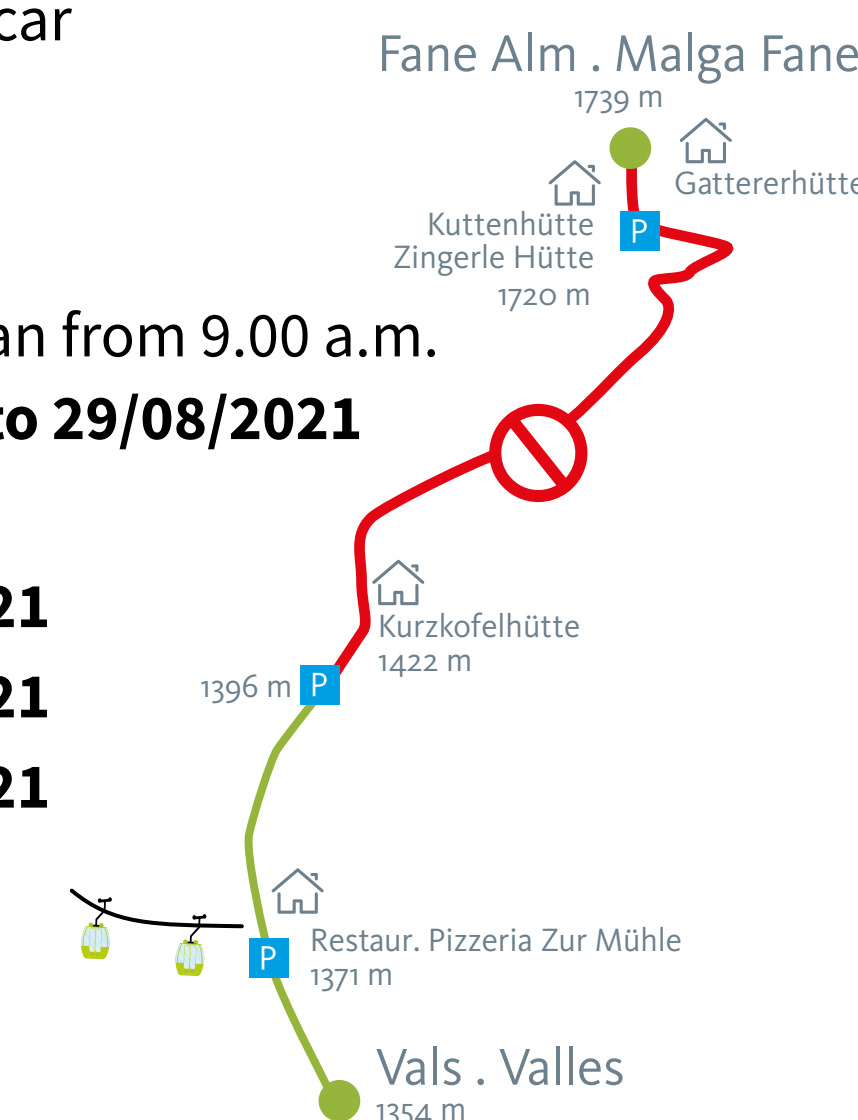 car
Fane Alm . Malga Fane
1739 m
Gattererhütte
Kuttenhütte
Zingerle Hütte
P
1720 m
an from 9.00 a.m.
to 29/08/2021
21
Kurzkofelhütte
1422 m
1396 m P
21
21
Restaur. Pizzeria Zur Mühle
P
1371 m
Vals . Valles
1354 m